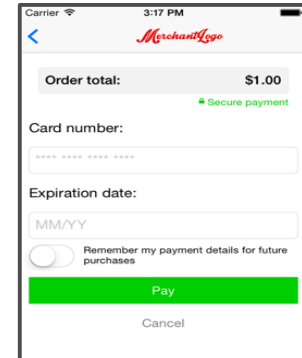 Carrier 3:17 PM
MerchantLogo
Order total: $1.00
Secure payment
Card number:
**** **** **** ****
Expiration date:
MM/YY
Remember my payment details for future
purchases
Pay
Cancel